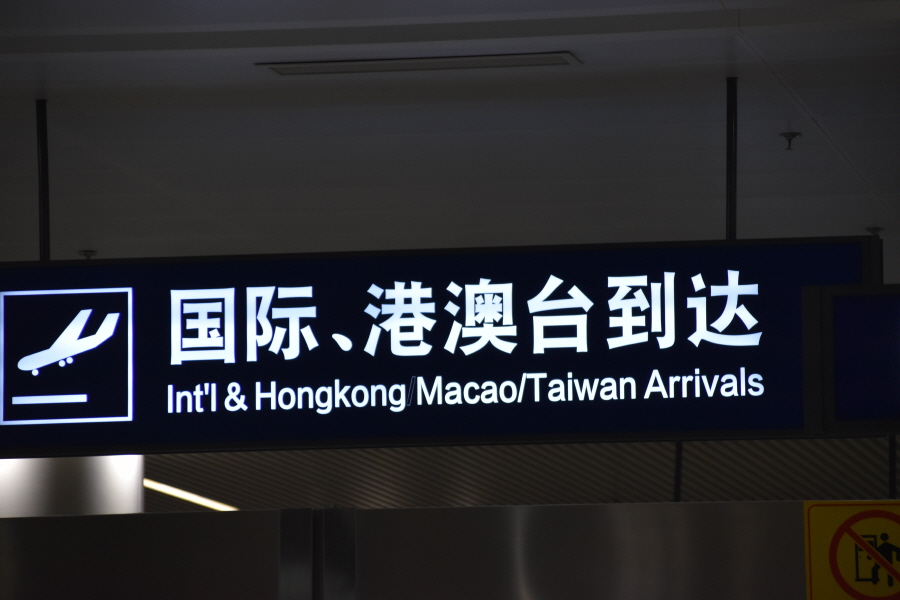 国际、港澳台到达
Int'l & Hongkong/Macao/Taiwan Arrivals